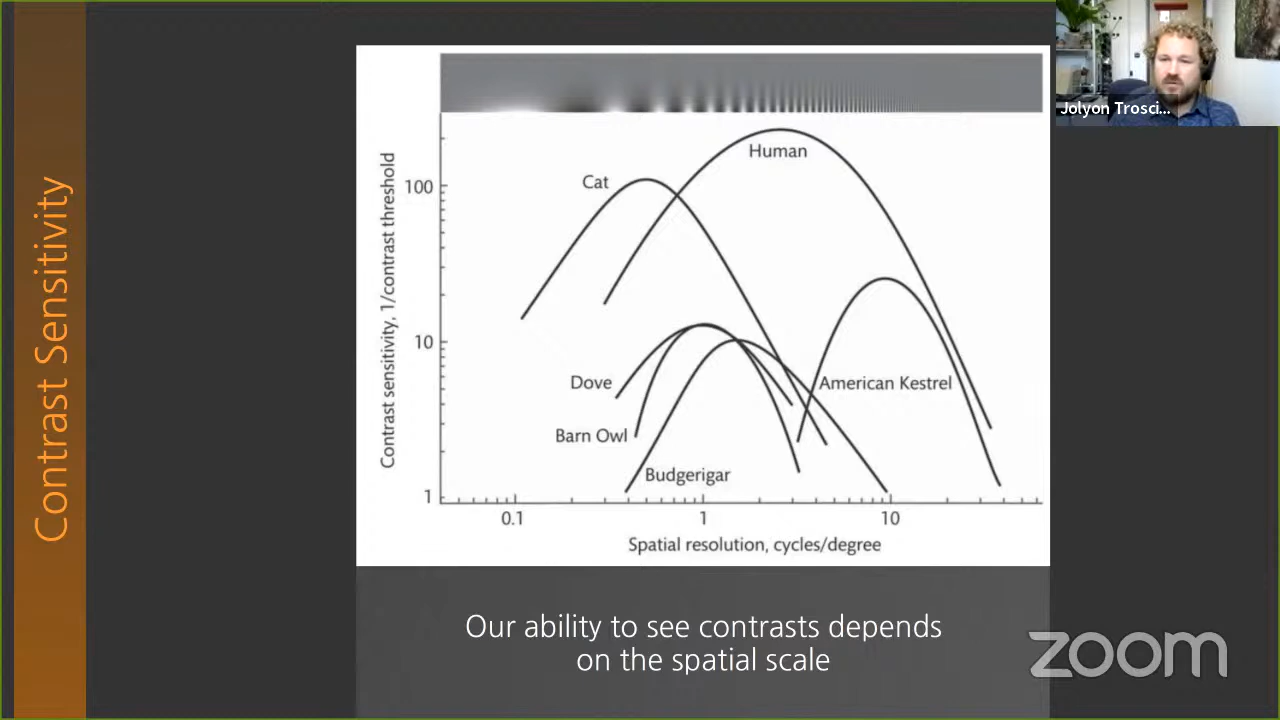 Contrast Sensitivity
Jolyon Trosci...
Contrast sensitivity, 1/contrast threshold
100
10
1
Human
Cat
Dove
American Kestrel
Barn Owl
Budgerigar
0.1
1
10
Spatial resolution, cycles/degree
Our ability to see contrasts depends
on the spatial scale
zoom